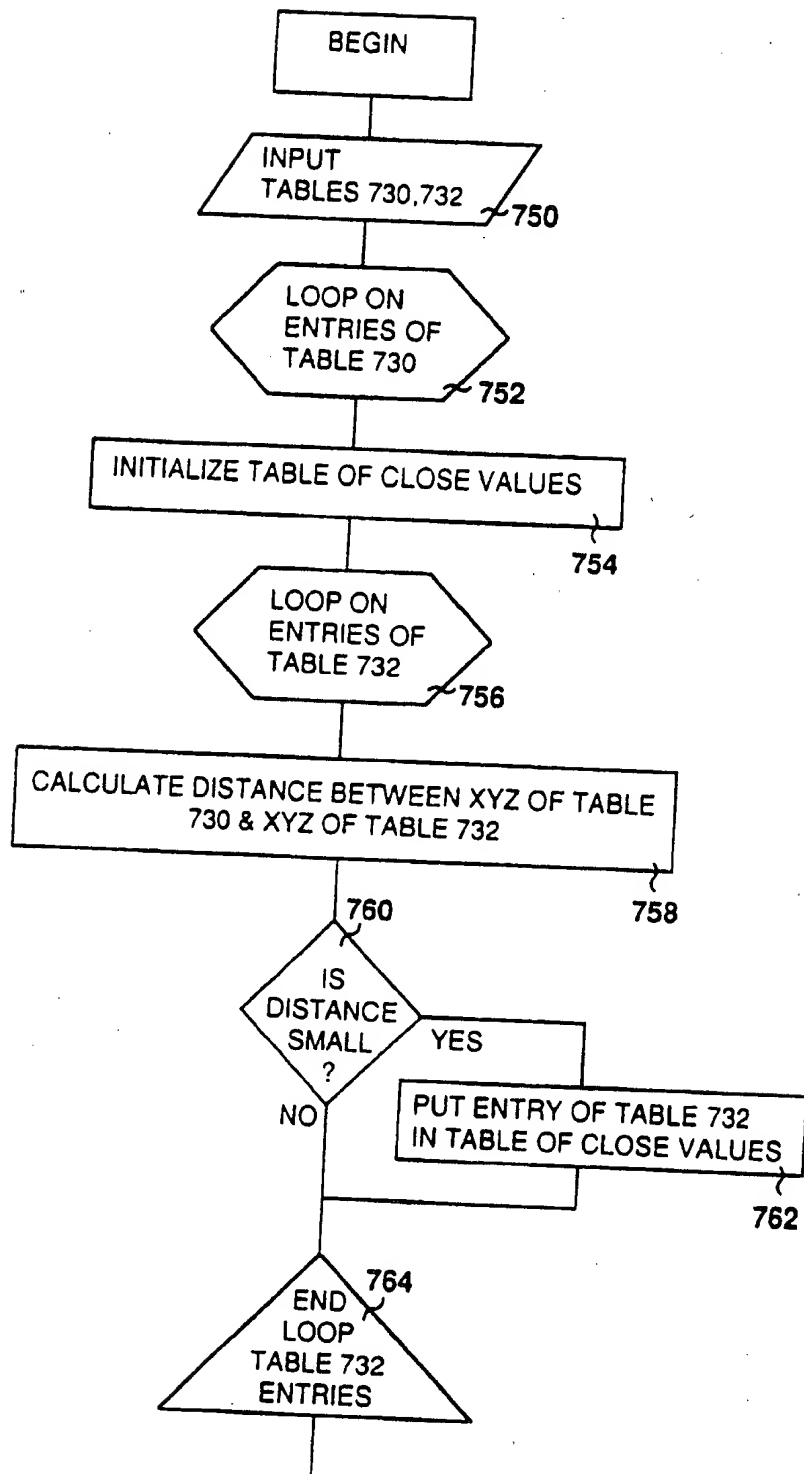 BEGIN
INPUT
TABLES 730,732
750
LOOP ON
ENTRIES OF
TABLE 730
752
INITIALIZE TABLE OF CLOSE VALUES
754
LOOP ON
ENTRIES OF
TABLE 732
756
CALCULATE DISTANCE BETWEEN XYZ OF TABLE
730 & XYZ OF TABLE 732
758
760
IS
DISTANCE
SMALL
?
YES
NO
PUT ENTRY OF TABLE 732
IN TABLE OF CLOSE VALUES
762
764
END
LOOP
TABLE 732
ENTRIES